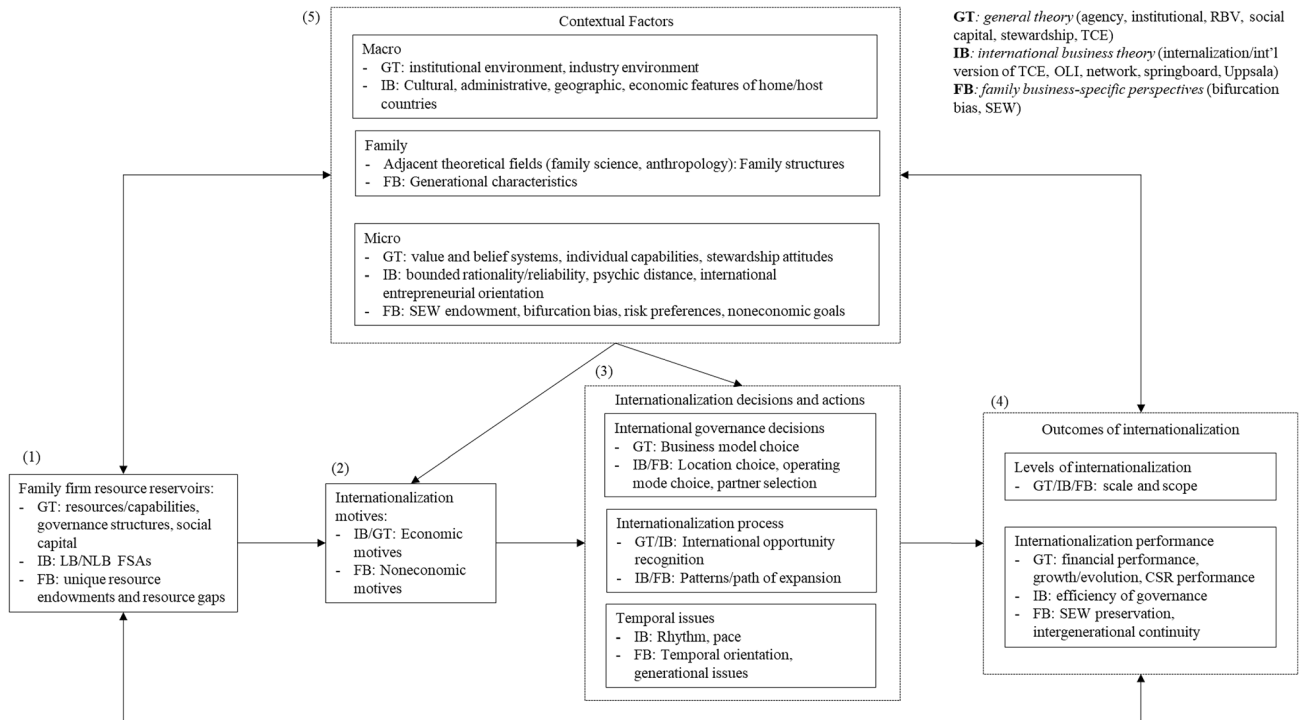 (5)
Contextual Factors
Macro
- GT: institutional environment, industry environment
- IB: Cultural, administrative, geographic, economic features of home/host
countries
Family
- Adjacent theoretical fields (family science, anthropology): Family structures
- FB: Generational characteristics
Micro
- GT: value and belief systems, individual capabilities, stewardship attitudes
- IB: bounded rationality/reliability, psychic distance, international
entrepreneurial orientation
- FB: SEW endowment, bifurcation bias, risk preferences, noneconomic goals
GT: general theory (agency, institutional, RBV, social
capital, stewardship, TCE)
IB: international business theory (internalization/int'l
version of TCE, OLI, network, springboard, Uppsala)
FB: family business-specific perspectives (bifurcation
bias, SEW)
(1)
Family firm resource reservoirs:
- GT: resources/capabilities,
governance structures, social
capital
- IB: LB/NLB FSAs
- FB: unique resource
endowments and resource gaps
(2)
Internationalization
motives:
- IB/GT: Economic
motives
- FB: Noneconomic
motives
(3)
Internationalization decisions and actions
International governance decisions
- GT: Business model choice
- IB/FB: Location choice, operating
mode choice, partner selection
Internationalization process
- GT/IB: International opportunity
recognition
- IB/FB: Patterns/path of expansion
Temporal issues
- IB: Rhythm, pace
- FB: Temporal orientation,
generational issues
(4)
Outcomes of internationalization
Levels of internationalization
- GT/IB/FB: scale and scope
Internationalization performance
- GT: financial performance,
growth/evolution, CSR performance
- IB: efficiency of governance
- FB: SEW preservation,
intergenerational continuity